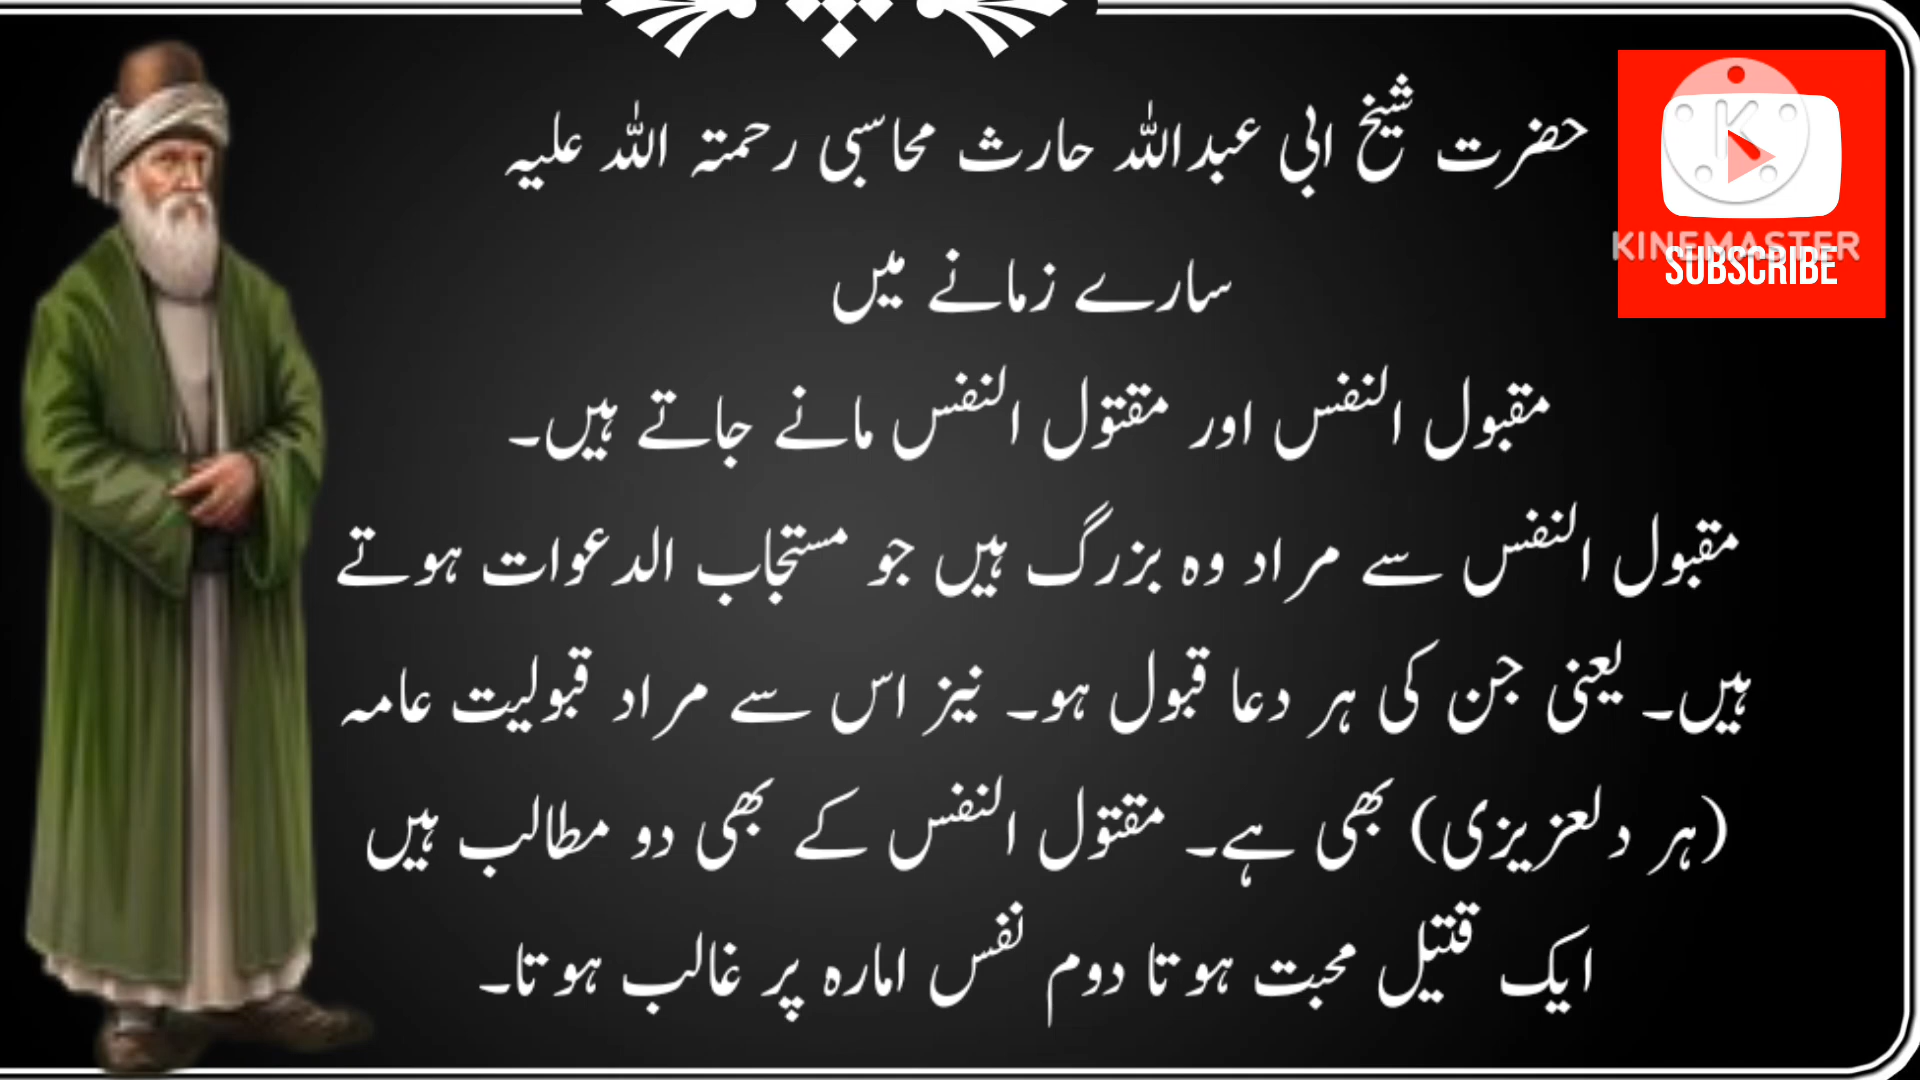 حضرت شیخ ابی عبداللہ حارث محاسبی رحمتہ اللہ علیہ
سارے زمانے میں
مقبول النفس اور مقتول النفس مانے جاتے ہیں۔
مقبول النفس سے مراد وہ بزرگ ہیں جو مستجاب الدعوات ہوتے
ہیں۔ یعنی جن کی ہر دعا قبول ہو۔ نیز اس سے مراد قبولیت عامہ
(ہر دلعزیزی) بھی ہے۔ مقتول النفس کے بھی دو مطالب ہیں
ایک قتیل محبت ہوتا دوم نفس امارہ پر غالب ہوتا۔
KINEMASTER
SUBSCRIBE